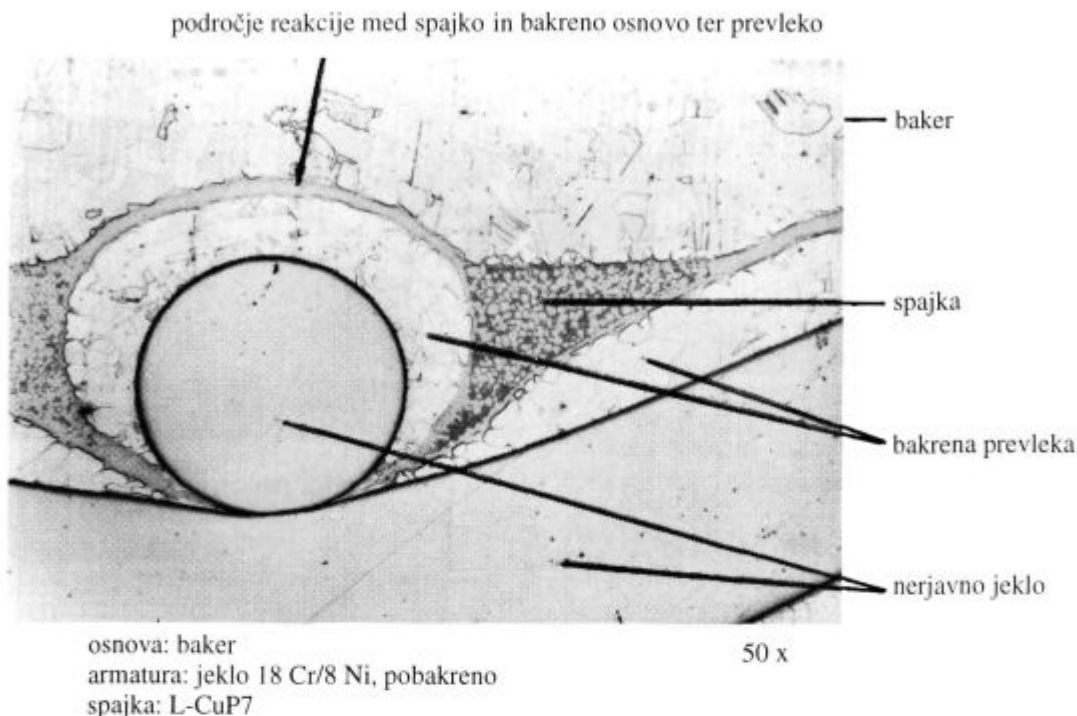 področje reakcije med spajko in bakreno osnovo ter prevleko
baker
spajka
bakrena prevleka
nerjavno jeklo
osnova: baker
50 x
armatura: jeklo 18 Cr/8 Ni, pobakreno
spajka: L-CuP7